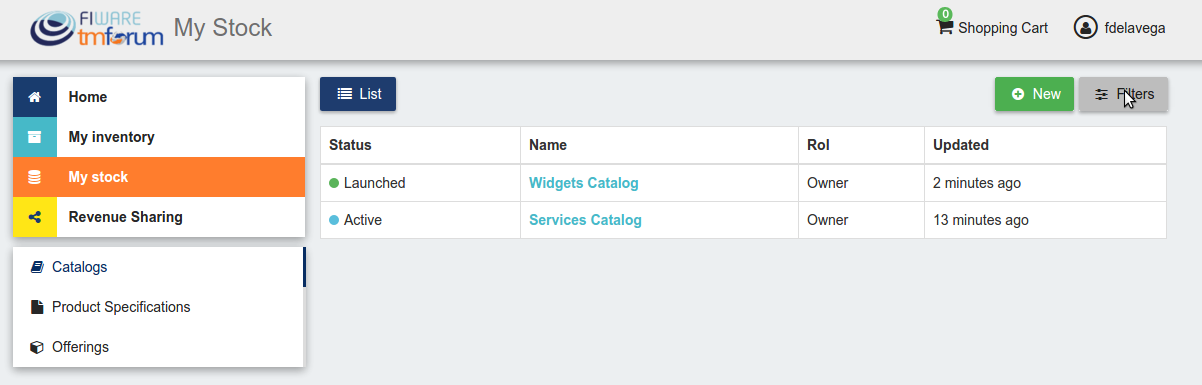 FIWARE
tmforum
My Stock
0
Shopping Cart
fdelavega
Home
My inventory
My stock
Revenue Sharing
Catalogs
Product Specifications
Offerings
List
New
Filters
Status Name Rol Updated
Launched Widgets Catalog Owner 2 minutes ago
Active Services Catalog Owner 13 minutes ago